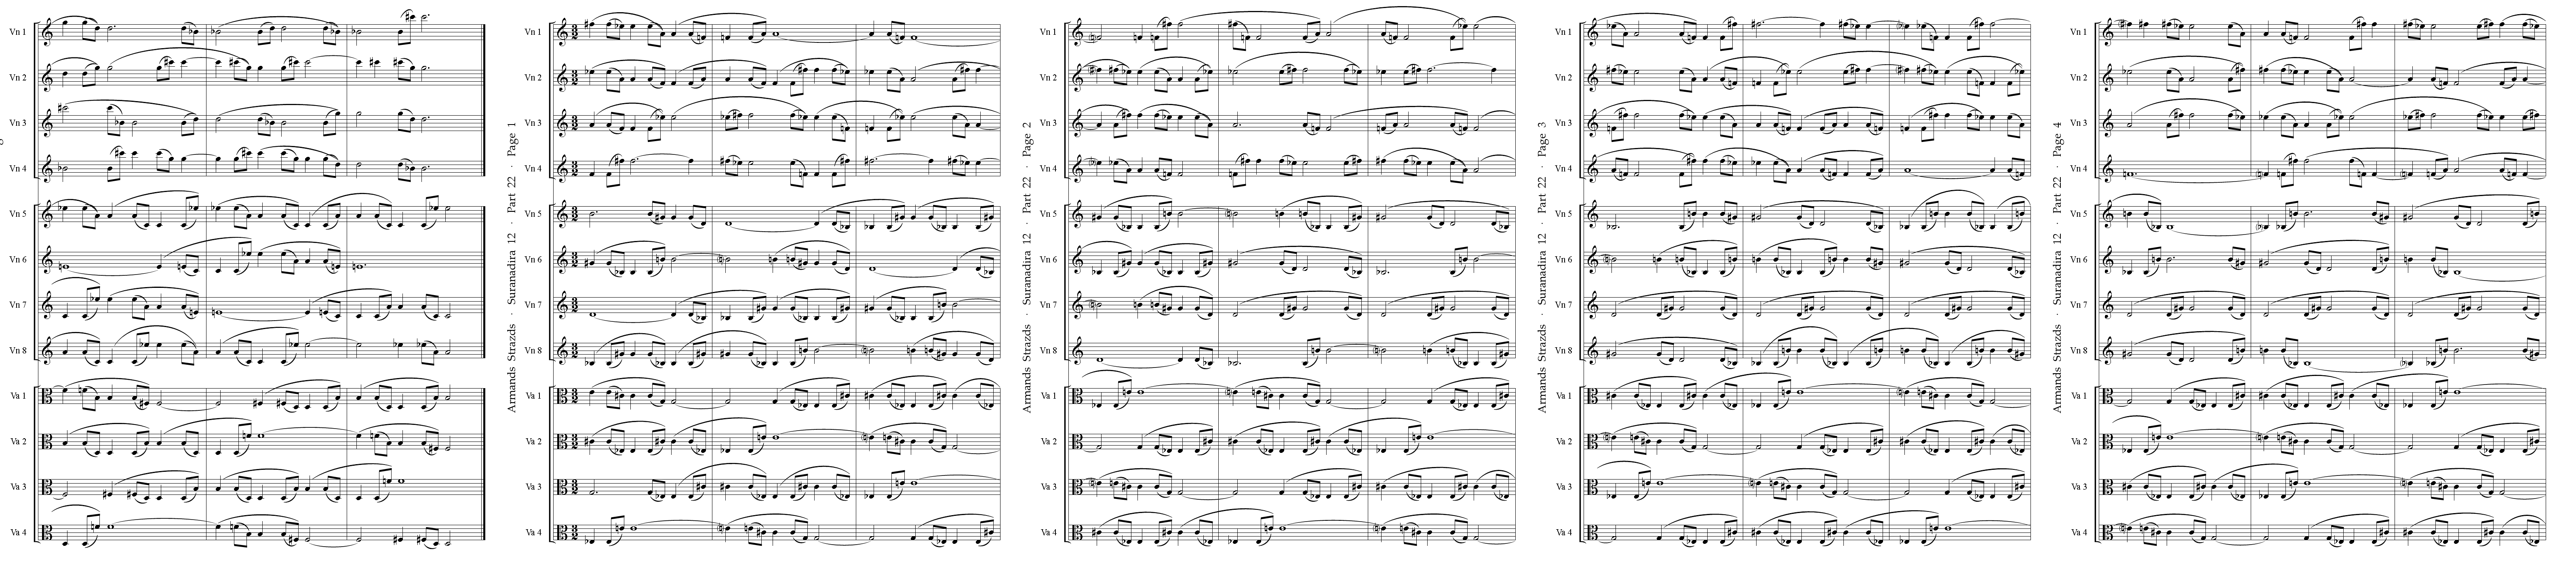 Vn 1
Vn 2
Vn 3
Vn 4
Vn 5
Vn 6
Vn 7
Vn 8
Va 1
Va 2
Va 3
Va 4
Armands Strazds · Suranadira 12 · Part 22 · Page 1
Vn 1
Vn 2
Vn 3
Vn 4
Vn 5
Vn 6
Vn 7
Vn 8
Va 1
Va 2
Va 3
Va 4
Armands Strazds · Suranadira 12 · Part 22 · Page 2
Vn 1
Vn 2
Vn 3
Vn 4
Vn 5
Vn 6
Vn 7
Vn 8
Va 1
Va 2
Va 3
Va 4
Armands Strazds · Suranadira 12 · Part 22 · Page 3
Vn 1
Vn 2
Vn 3
Vn 4
Vn 5
Vn 6
Vn 7
Vn 8
Va 1
Va 2
Va 3
Va 4
Armands Strazds · Suranadira 12 · Part 22 · Page 4
Vn 1
Vn 2
Vn 3
Vn 4
Vn 5
Vn 6
Vn 7
Vn 8
Va 1
Va 2
Va 3
Va 4